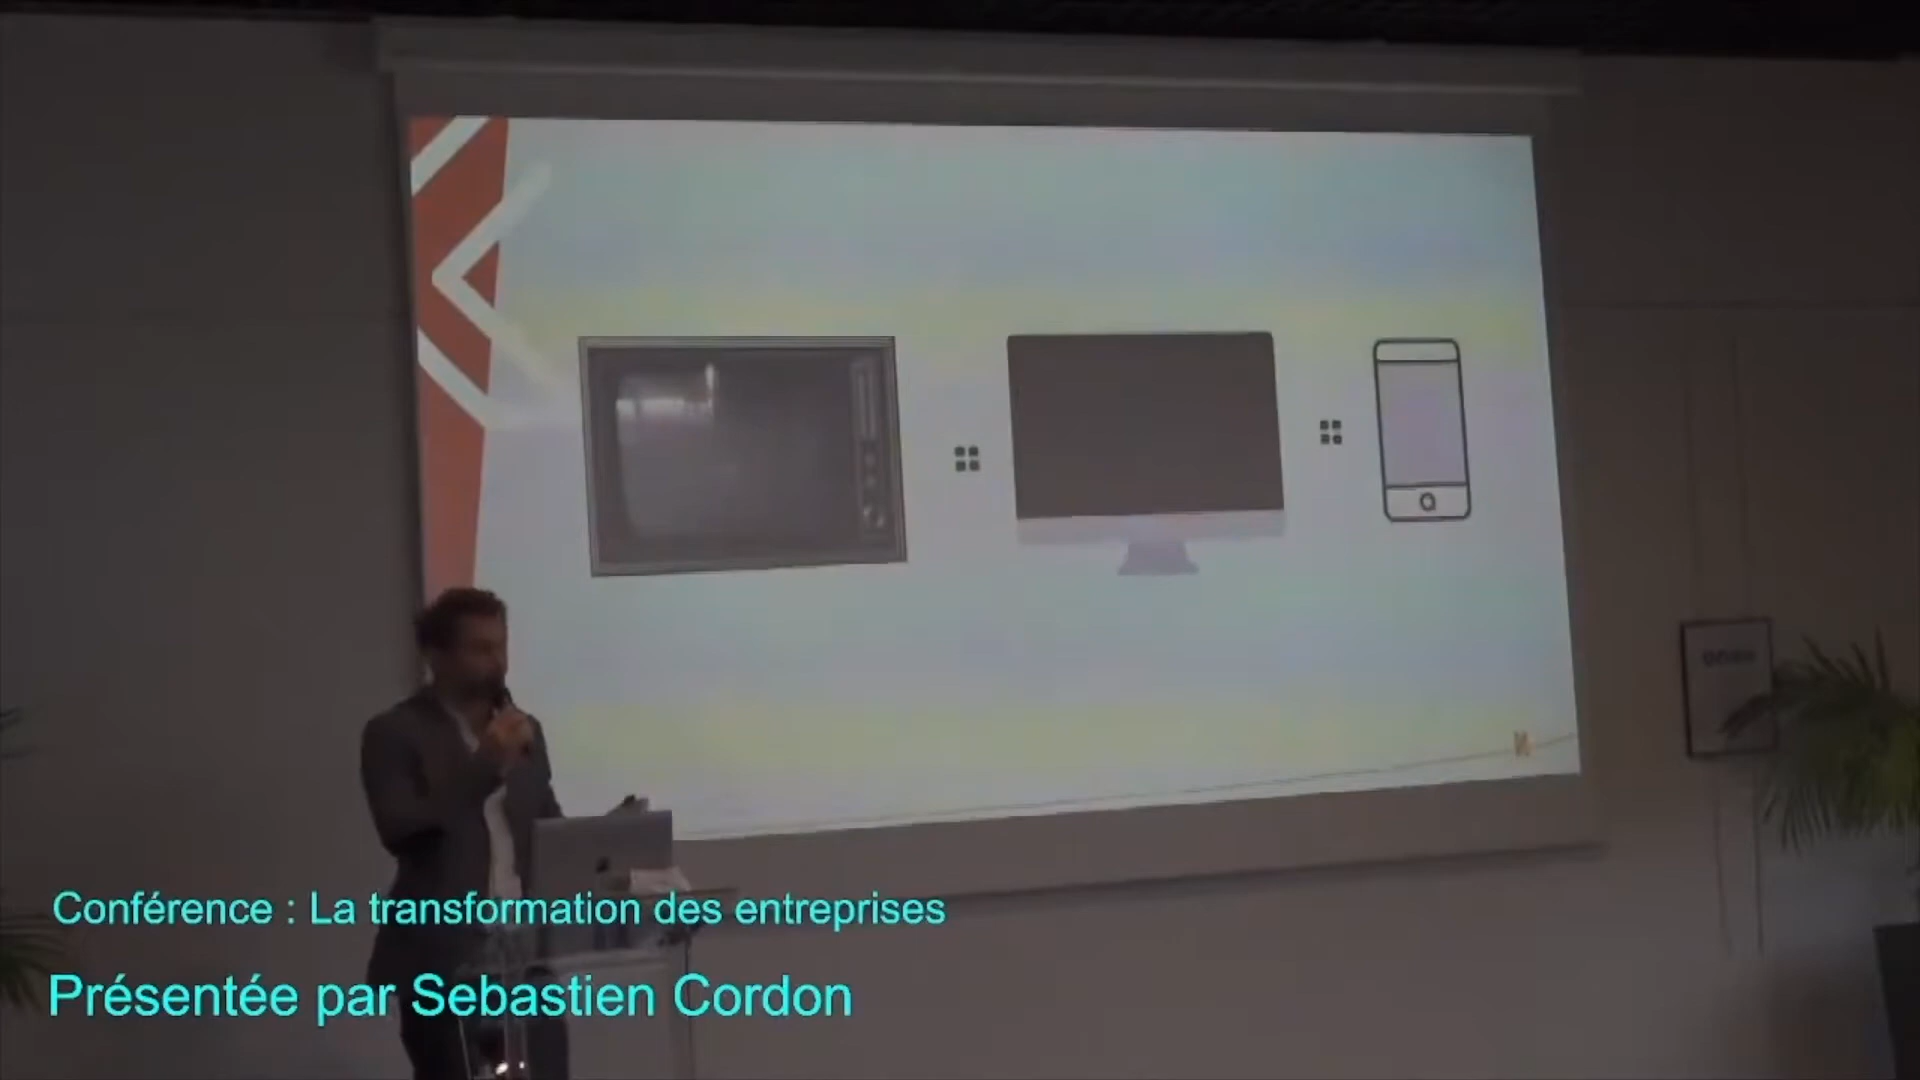 Conférence : La transformation des entreprises
Présentée par Sebastien Cordon